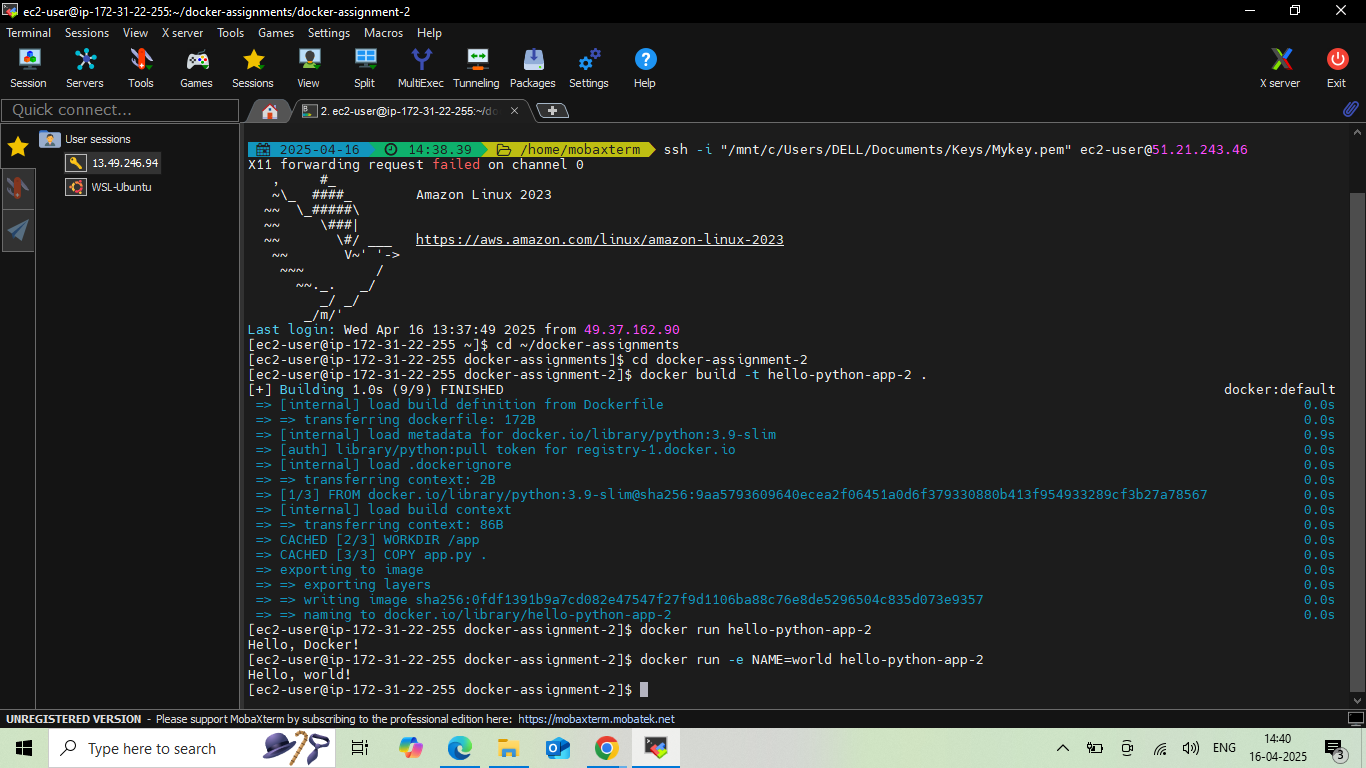 ec2-user@ip-172-31-22-255:~/docker-assignments/docker-assignment-2
Terminal Sessions View X server Tools Games Settings Macros Help
Session Servers Tools Games Sessions View Split MultiExec Tunneling Packages Settings Help X server Exit
Quick connect...
2. ec2-user@ip-172-31-22-255:~/do
User sessions
13.49.246.94
WSL-Ubuntu
2025-04-16 14:38.39 /home/mobaxterm ssh -i "/mnt/c/Users/DELL/Documents/Keys/Mykey.pem" ec2-user@51.21.243.46
X11 forwarding request failed on channel 0
   ,     #_
   ~\_  ####_        Amazon Linux 2023
  ~~  \_#####\
  ~~     \###|
  ~~       \#/ ___   https://aws.amazon.com/linux/amazon-linux-2023
   ~~       V~' '->
    ~~~         /
      ~~._.   _/
         _/ _/
       _/m/'
Last login: Wed Apr 16 13:37:49 2025 from 49.37.162.90
[ec2-user@ip-172-31-22-255 ~]$ cd ~/docker-assignments
[ec2-user@ip-172-31-22-255 docker-assignments]$ cd docker-assignment-2
[ec2-user@ip-172-31-22-255 docker-assignment-2]$ docker build -t hello-python-app-2 .
[+] Building 1.0s (9/9) FINISHED docker:default
=> [internal] load build definition from Dockerfile 0.0s
=> => transferring dockerfile: 172B 0.0s
=> [internal] load metadata for docker.io/library/python:3.9-slim 0.9s
=> [auth] library/python:pull token for registry-1.docker.io 0.0s
=> [internal] load .dockerignore 0.0s
=> => transferring context: 2B 0.0s
=> [1/3] FROM docker.io/library/python:3.9-slim@sha256:9aa5793609640ecea2f06451a0d6f379330880b413f954933289cf3b27a78567 0.0s
=> [internal] load build context 0.0s
=> => transferring context: 86B 0.0s
=> CACHED [2/3] WORKDIR /app 0.0s
=> CACHED [3/3] COPY app.py . 0.0s
=> exporting to image 0.0s
=> => exporting layers 0.0s
=> => writing image sha256:0fdf1391b9a7cd082e47547f27f9d1106ba88c76e8de5296504c835d073e9357 0.0s
=> => naming to docker.io/library/hello-python-app-2 0.0s
[ec2-user@ip-172-31-22-255 docker-assignment-2]$ docker run hello-python-app-2
Hello, Docker!
[ec2-user@ip-172-31-22-255 docker-assignment-2]$ docker run -e NAME=world hello-python-app-2
Hello, world!
[ec2-user@ip-172-31-22-255 docker-assignment-2]$
UNREGISTERED VERSION - Please support MobaXterm by subscribing to the professional edition here: https://mobaxterm.mobatek.net
Type here to search
ENG
14:40
16-04-2025
3